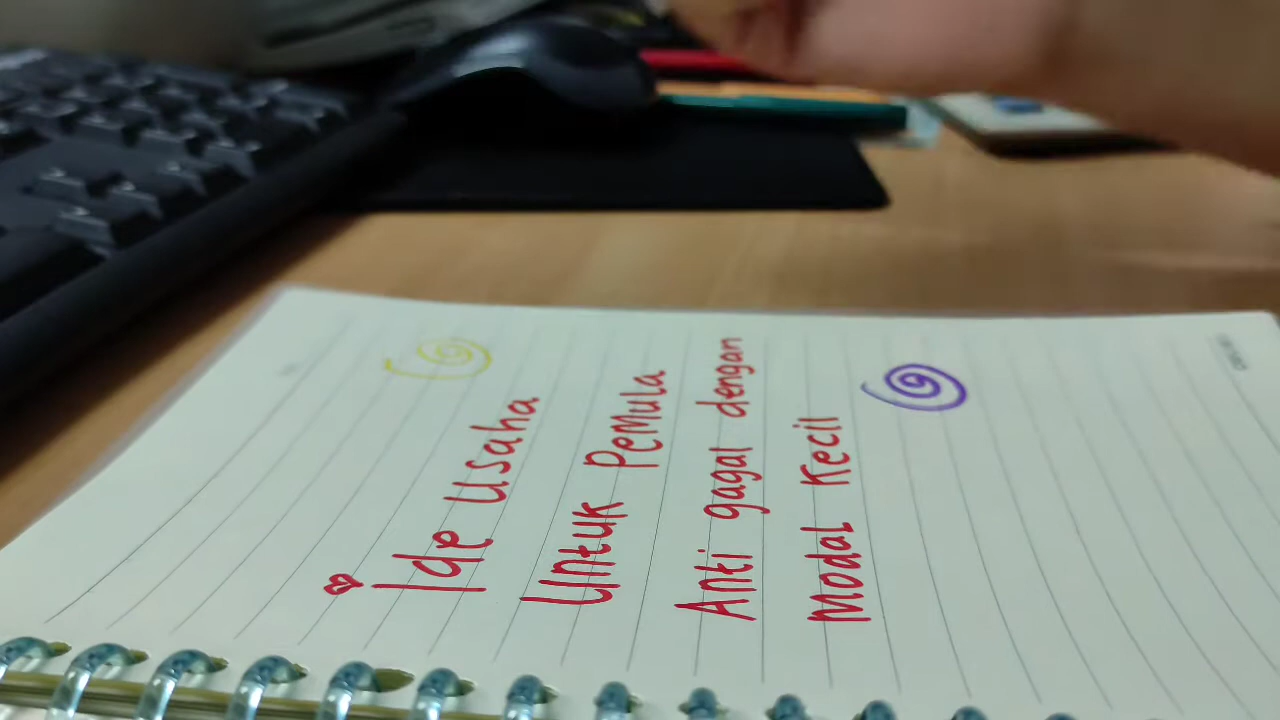 Ide usaha
Untuk Pemula
Anti gagal dengan
Modal Kecil